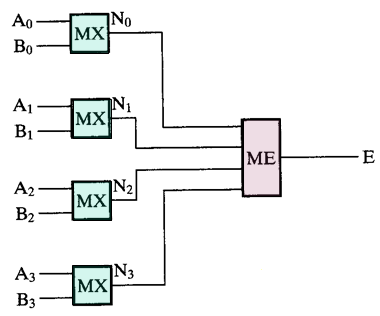 A0 MX N0
B0
A1 MX N1
B1
ME E
A2 MX N2
B2
A3 MX N3
B3